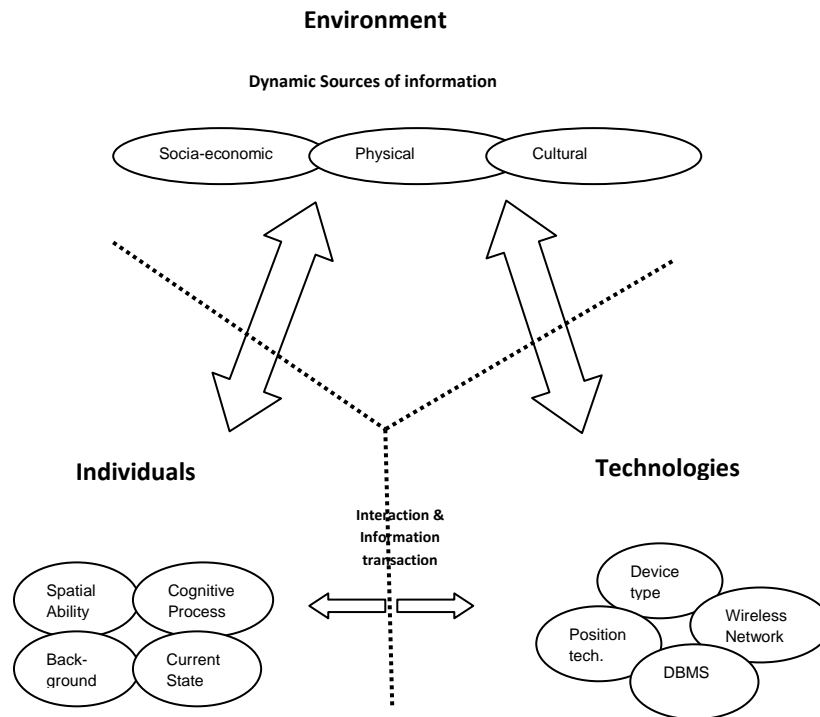 Environment
Dynamic Sources of information
Socia-economic
Physical
Cultural
Individuals
Technologies
Interaction &
Information
transaction
Spatial
Ability
Cognitive
Process
Back-
ground
Current
State
Device
type
Wireless
Network
Position
tech.
DBMS